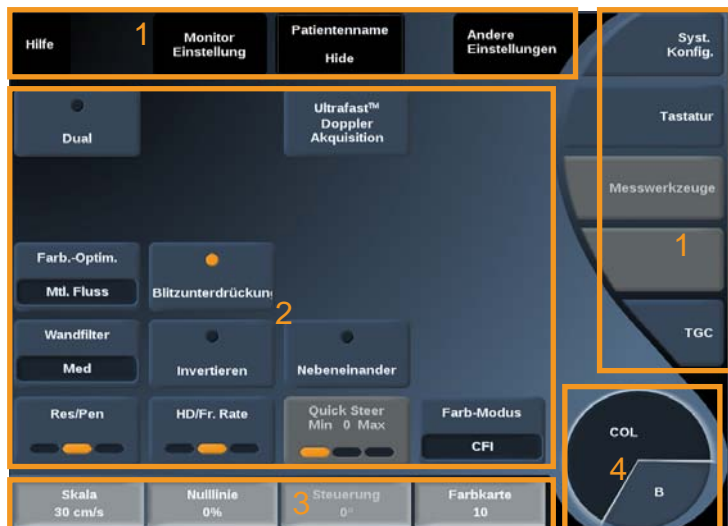 Hilfe
1
Monitor
Einstellung
Patientenname
Hide
Andere
Einstellungen
Syst.
Konfig.
Dual
Ultrafast™
Doppler
Akquisition
Tastatur
Messwerkzeuge
1
TGC
Farb.-Optim.
Mtl. Fluss
Blitzunterdrückung
2
Wandfilter
Med
Invertieren
Nebeneinander
Res/Pen
HD/Fr. Rate
Quick Steer
Min 0 Max
Farb-Modus
CFI
COL
4
B
Skala
30 cm/s
Nulllinie
0%
3
Steuerung
0°
Farbkarte
10